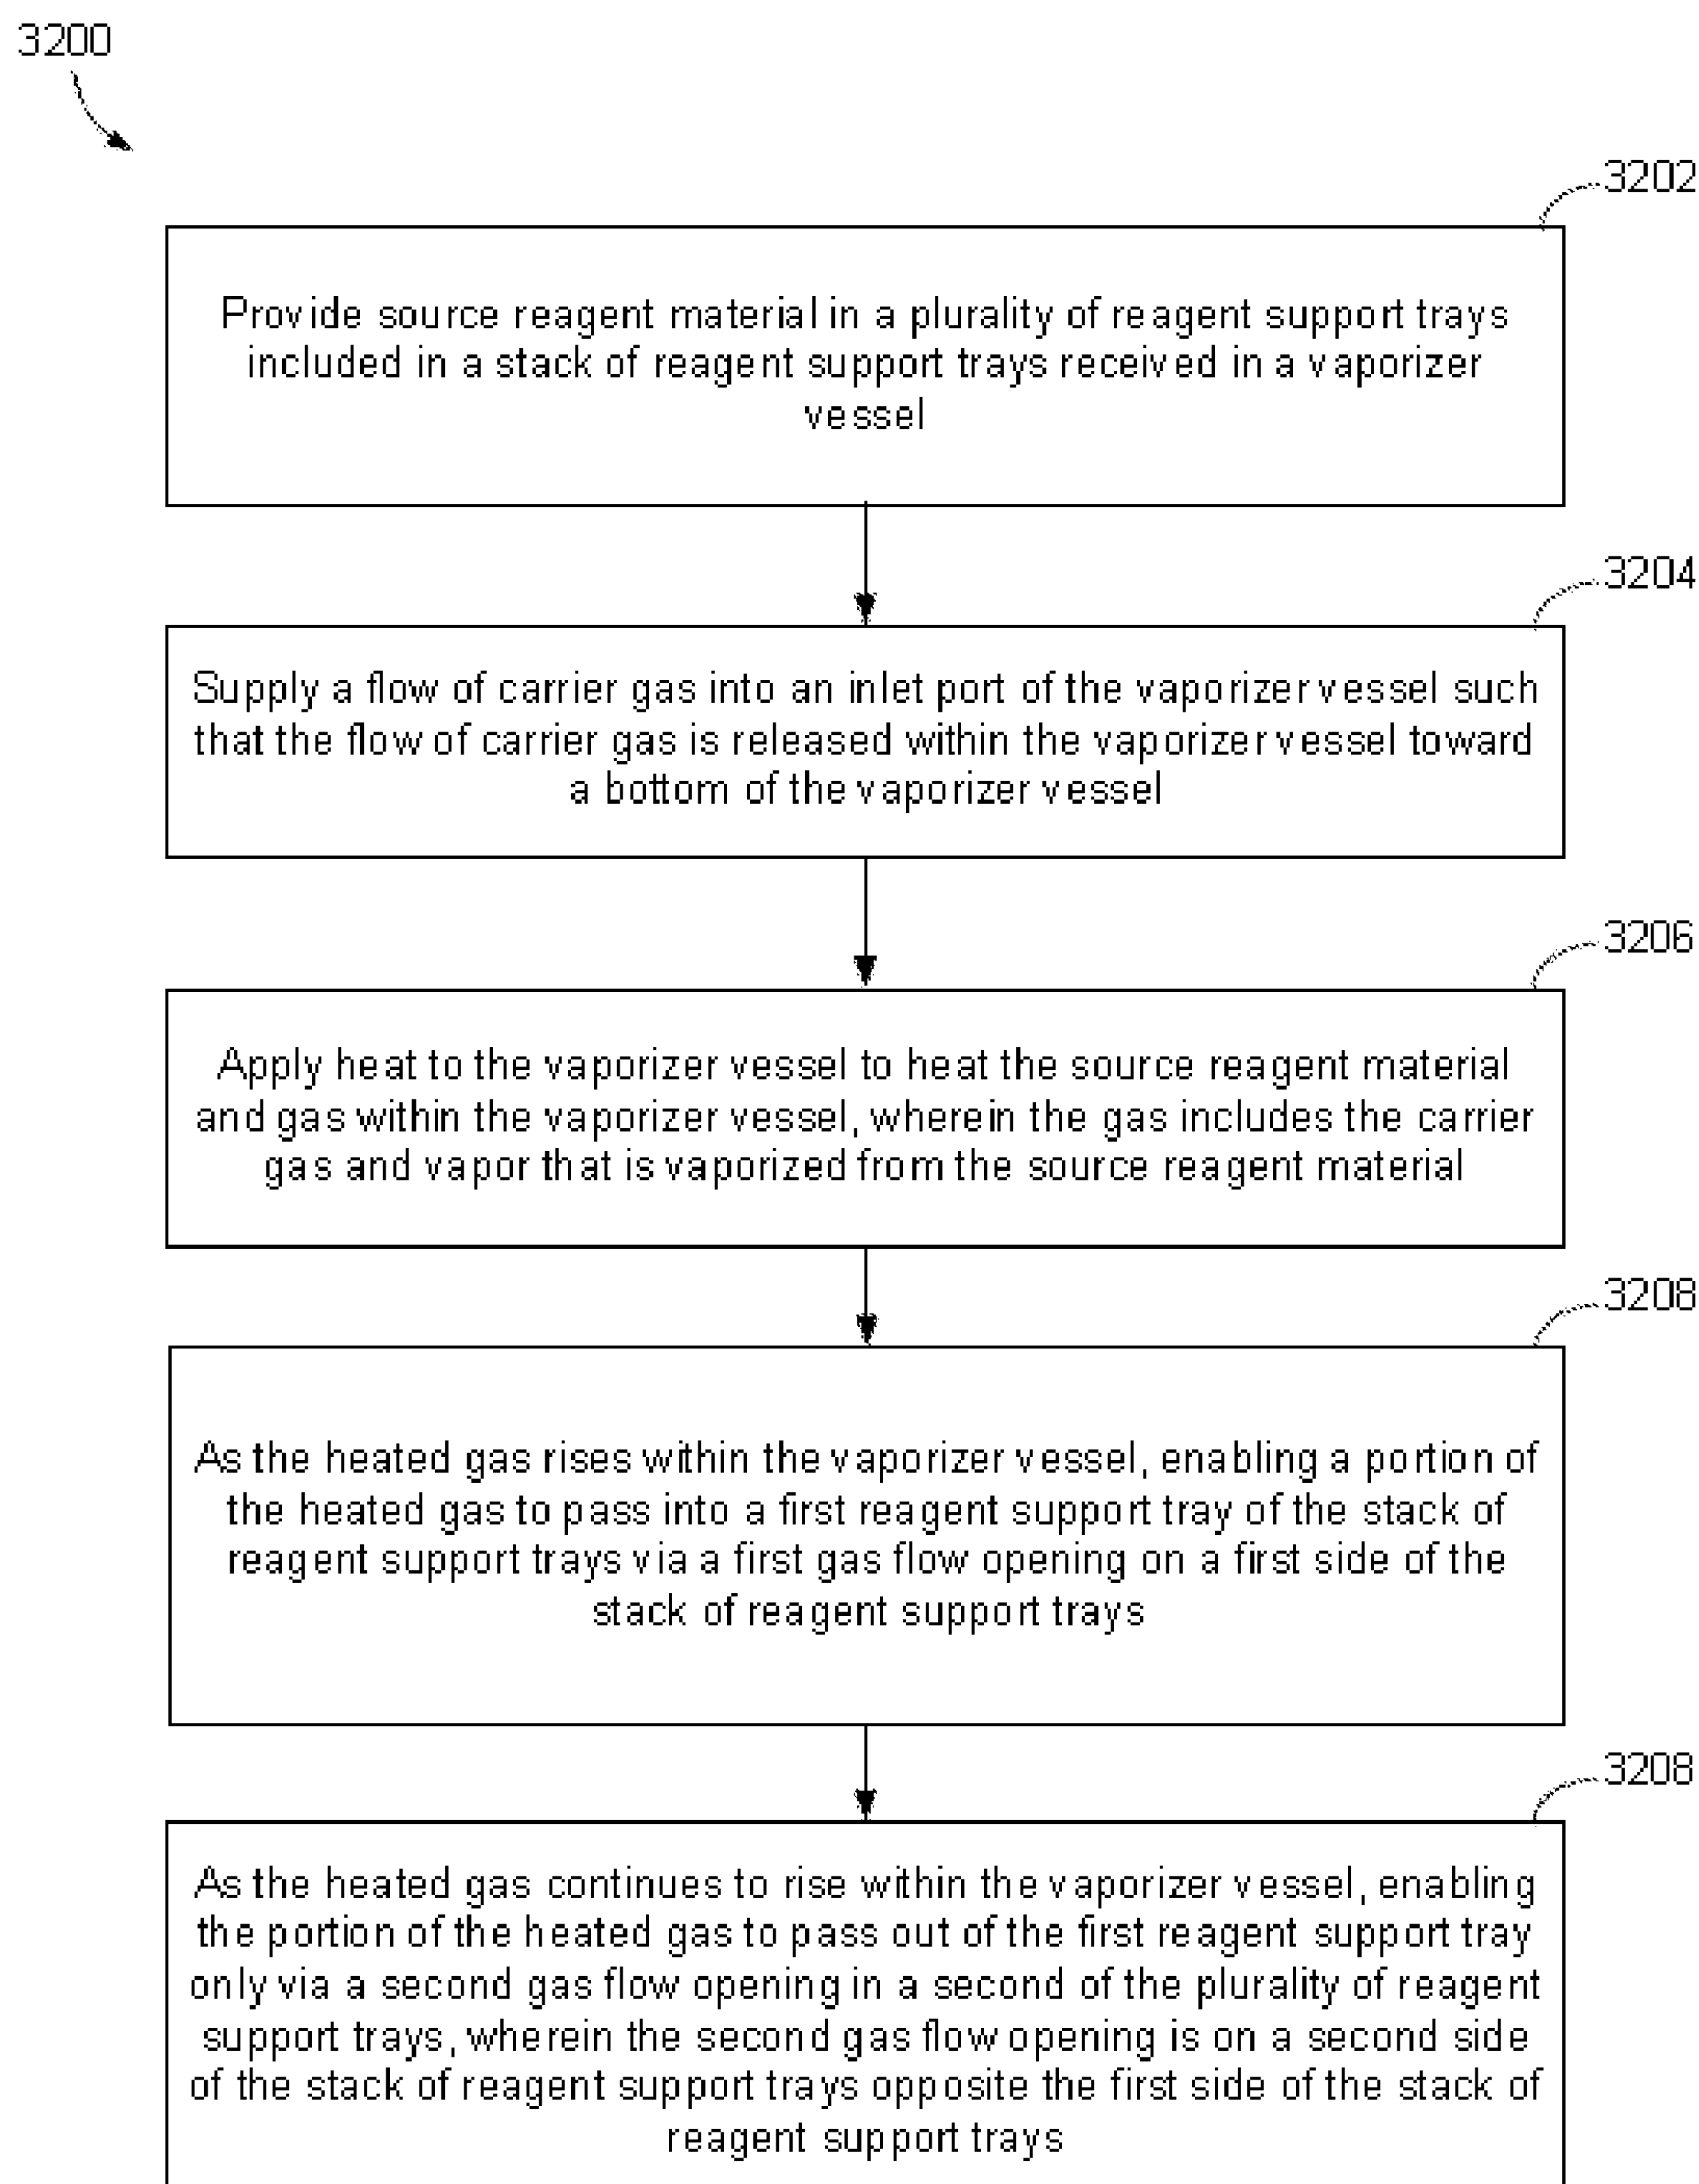 3200
3202
Provide source reagent material in a plurality of reagent support trays
included in a stack of reagent support trays received in a vaporizer
vessel
3204
Supply a flow of carrier gas into an inlet port of the vaporizer vessel such
that the flow of carrier gas is released within the vaporizer vessel toward
a bottom of the vaporizer vessel
3206
Apply heat to the vaporizer vessel to heat the source reagent material
and gas within the vaporizer vessel, wherein the gas includes the carrier
gas and vapor that is vaporized from the source reagent material
3208
As the heated gas rises within the vaporizer vessel, enabling a portion of
the heated gas to pass into a first reagent support tray of the stack of
reagent support trays via a first gas flow opening on a first side of the
stack of reagent support trays
3208
As the heated gas continues to rise within the vaporizer vessel, enabling
the portion of the heated gas to pass out of the first reagent support tray
only via a second gas flow opening in a second of the plurality of reagent
support trays, wherein the second gas flow opening is on a second side
of the stack of reagent support trays opposite the first side of the stack of
reagent support trays